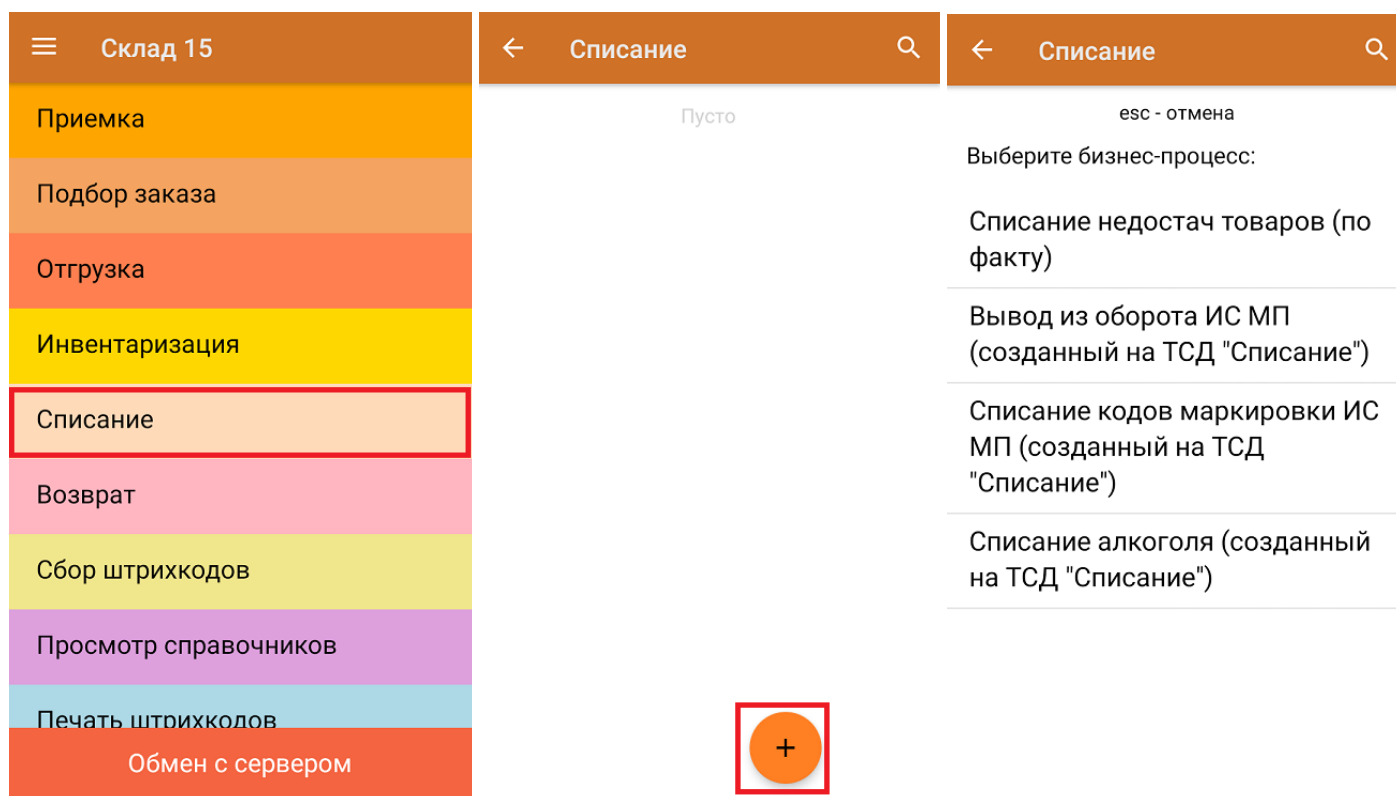 Склад 15
Приемка
Подбор заказа
Отгрузка
Инвентаризация
Списание
Возврат
Сбор штрихкодов
Просмотр справочников
Печать штрихкодов
Обмен с сервером
Списание
Пусто
+
Списание
esc - отмена
Выберите бизнес-процесс:
Списание недостач товаров (по
факту)
Вывод из оборота ИС МП
(созданный на ТСД "Списание")
Списание кодов маркировки ИС
МП (созданный на ТСД
"Списание")
Списание алкоголя (созданный
на ТСД "Списание")